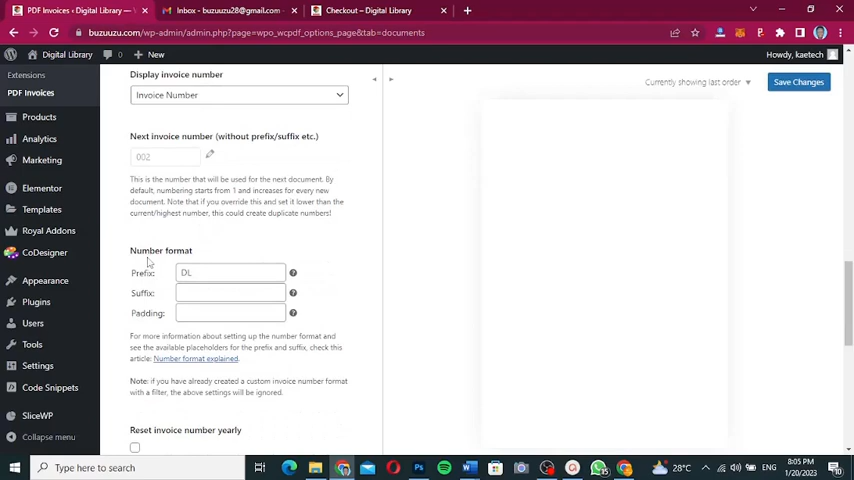 PDF Invoices ‹ Digital Library —
Inbox - buzuuzu28@gmail.com -
Checkout – Digital Library
buzuuzu.com/wp-admin/admin.php?page=wpo_wcpdf_options_page&tab=documents
Digital Library
0
New
Howdy, kaetech
Extensions
PDF Invoices
Products
Analytics
Marketing
Elementor
Templates
Royal Addons
CoDesigner
Appearance
Plugins
Users
Tools
Settings
Code Snippets
SliceWP
Collapse menu
Display invoice number
Invoice Number
Next invoice number (without prefix/suffix etc.)
002
This is the number that will be used for the next document. By
default, numbering starts from 1 and increases for every new
document. Note that if you override this and set it lower than the
current/highest number, this could create duplicate numbers!
Number format
Prefix:
DL
Suffix:
Padding:
For more information about setting up the number format and
see the available placeholders for the prefix and suffix, check this
article: Number format explained.
Note: if you have already created a custom invoice number format
with a filter, the above settings will be ignored.
Reset invoice number yearly
Currently showing last order
Save Changes
Type here to search
15
28°C
ENG
8:05 PM
1/20/2023
10